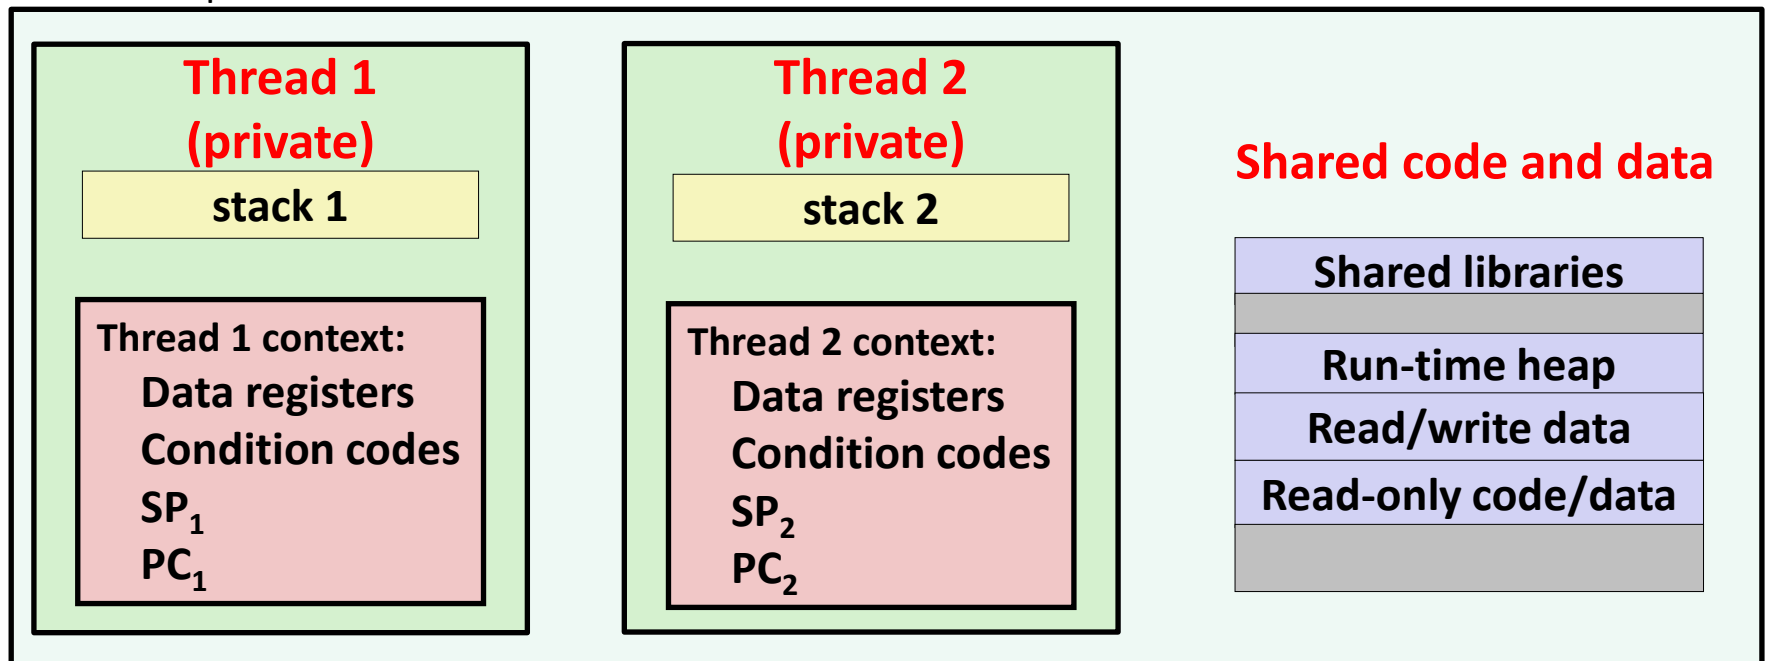 Thread 1
(private)
stack 1
Thread 1 context:
Data registers
Condition codes
SP₁
PC₁
Thread 2
(private)
stack 2
Thread 2 context:
Data registers
Condition codes
SP₂
PC₂
Shared code and data
Shared libraries
Run-time heap
Read/write data
Read-only code/data